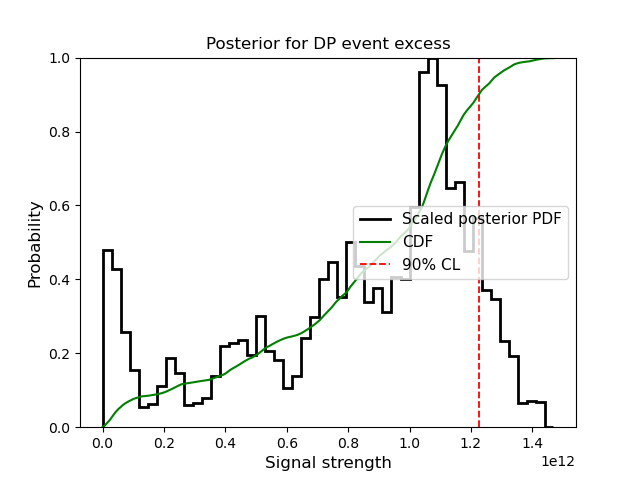 Posterior for DP event excess
Probability
1.0
0.8
0.6
0.4
0.2
0.0
Scaled posterior PDF
CDF
90% CL
0.0 0.2 0.4 0.6 0.8 1.0 1.2 1.4
1e12
Signal strength